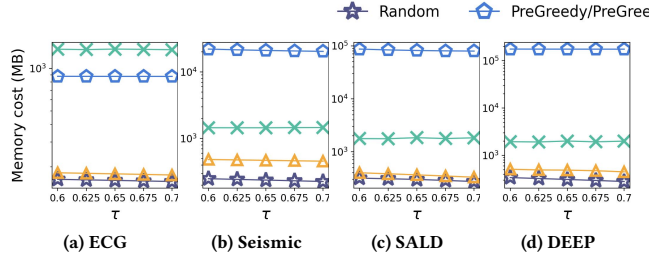 Random PreGreedy/PreGree
Memory cost (MB)
10³
0.6 0.625 0.65 0.675 0.7
τ
(a) ECG
10⁴
10³
0.6 0.625 0.65 0.675 0.7
τ
(b) Seismic
10⁵
10⁴
10³
0.6 0.625 0.65 0.675 0.7
τ
(c) SALD
10⁵
10⁴
10³
0.6 0.625 0.65 0.675 0.7
τ
(d) DEEP